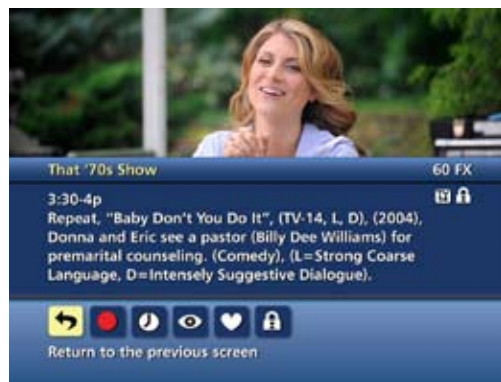 That '70s Show 60 FX
3:30-4p
Repeat, "Baby Don't You Do It", (TV-14, L, D), (2004),
Donna and Eric see a pastor (Billy Dee Williams) for
premarital counseling. (Comedy), (L=Strong Coarse
Language, D=Intensely Suggestive Dialogue).
Return to the previous screen